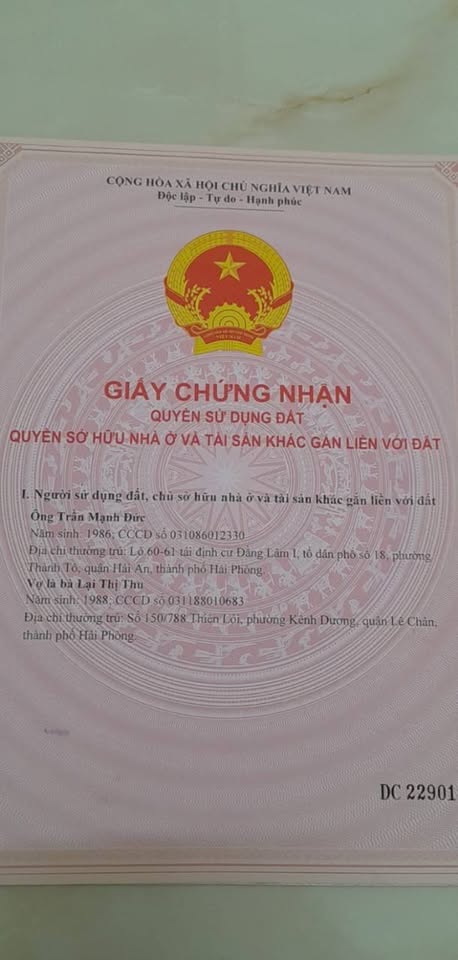 CỘNG HÒA XÃ HỘI CHỦ NGHĨA VIỆT NAM
Độc lập - Tự do - Hạnh phúc
GIẤY CHỨNG NHẬN
QUYỀN SỬ DỤNG ĐẤT
QUYỀN SỞ HỮU NHÀ Ở VÀ TÀI SẢN KHÁC GẮN LIỀN VỚI ĐẤT
I. Người sử dụng đất, chủ sở hữu nhà ở và tài sản khác gắn liền với đất
Ông Trần Mạnh Đức
Năm sinh: 1986; CCCD số 031086012330
Địa chỉ thường trú: Lô 60-61 tái định cư Đằng Lâm 1, tổ dân phố số 18, phường
Thành Tô, quận Hải An, thành phố Hải Phòng.
Vợ là bà Lại Thị Thu
Năm sinh: 1988; CCCD số 031188010683
Địa chỉ thường trú: Số 150/788 Thiên Lôi, phường Kênh Dương, quận Lê Chân,
thành phố Hải Phòng.
DC 22901